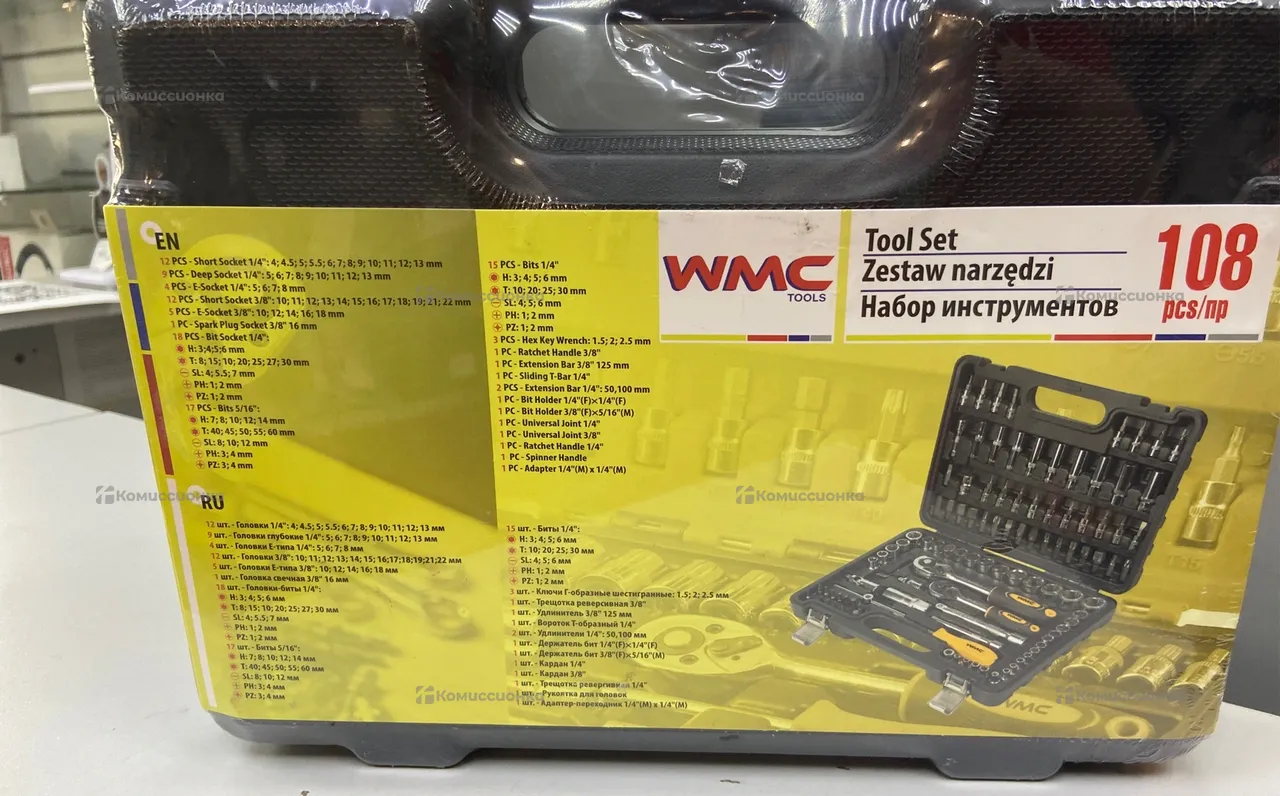 EN
12 PCS - Short Socket 1/4": 4; 4.5; 5; 5.5; 6; 7; 8; 9; 10; 11; 12; 13 mm
9 PCS - Deep Socket 1/4": 5; 6; 7; 8; 9; 10; 11; 12; 13 mm
4 PCS - E-Socket 1/4": 5; 6; 7; 8 mm
12 PCS - Short Socket 3/8": 10; 11; 12; 13; 14; 15; 16; 17; 18; 19; 21; 22 mm
5 PCS - E-Socket 3/8": 10; 12; 14; 16; 18 mm
1 PC - Spark Plug Socket 3/8" 16 mm
18 PCS - Bit Socket 1/4":
H: 3;4;5;6 mm
T: 8; 15; 10; 20; 25; 27; 30 mm
SL: 4; 5.5; 7 mm
PH: 1; 2 mm
PZ: 1; 2 mm
17 PCS - Bits 5/16":
H: 7; 8; 10; 12; 14 mm
T: 40; 45; 50; 55; 60 mm
SL: 8; 10; 12 mm
PH: 3; 4 mm
PZ: 3; 4 mm
15 PCS - Bits 1/4"
H: 3; 4; 5; 6 mm
T: 10; 20; 25; 30 mm
SL: 4; 5; 6 mm
PH: 1; 2 mm
PZ: 1; 2 mm
3 PCS - Hex Key Wrench: 1.5; 2; 2.5 mm
1 PC - Ratchet Handle 3/8"
1 PC - Extension Bar 3/8" 125 mm
1 PC - Sliding T-Bar 1/4"
2 PCS - Extension Bar 1/4": 50,100 mm
1 PC - Bit Holder 1/4"(F)×1/4"(F)
1 PC - Bit Holder 3/8"(F)×5/16"(M)
1 PC - Universal Joint 1/4"
1 PC - Universal Joint 3/8"
1 PC - Ratchet Handle 1/4"
1 PC - Spinner Handle
1 PC - Adapter 1/4"(M) x 1/4"(M)
WMC
TOOLS
Tool Set
Zestaw narzędzi
Набор инструментов
108
pcs/пр
RU
12 шт. - Головки 1/4": 4; 4.5; 5; 5.5; 6; 7; 8; 9; 10; 11; 12; 13 мм
9 шт. - Головки глубокие 1/4": 5; 6; 7; 8; 9; 10; 11; 12; 13 мм
4 шт. - Головки Е-типа 1/4": 5; 6; 7; 8 мм
12 шт. - Головки 3/8": 10; 11; 12; 13; 14; 15; 16;17;18;19;21;22 мм
5 шт. - Головки Е-типа 3/8": 10; 12; 14; 16; 18 мм
1 шт. - Головка свечная 3/8" 16 мм
18 шт. - Головки-биты 1/4":
H: 3; 4; 5; 6 мм
T: 8; 15; 10; 20; 25; 27; 30 мм
SL: 4; 5.5; 7 мм
PH: 1; 2 мм
PZ: 1; 2 мм
17 шт. - Биты 5/16":
H: 7; 8; 10; 12; 14 мм
T: 40; 45; 50; 55; 60 мм
SL: 8; 10; 12 мм
PH: 3; 4 мм
PZ: 3; 4 мм
15 шт. - Биты 1/4":
H: 3; 4; 5; 6 мм
T: 10; 20; 25; 30 мм
SL: 4; 5; 6 мм
PH: 1; 2 мм
PZ: 1; 2 мм
3 шт. - Ключи Г-образные шестигранные: 1.5; 2; 2.5 мм
1 шт. - Трещотка реверсивная 3/8"
1 шт. - Удлинитель 3/8" 125 мм
1 шт. - Вороток Т-образный 1/4"
2 шт. - Удлинители 1/4": 50,100 мм
1 шт. - Держатель бит 1/4"(F)×1/4"(F)
1 шт. - Держатель бит 3/8"(F)×5/16"(M)
1 шт. - Кардан 1/4"
1 шт. - Кардан 3/8"
1 шт. - Трещотка реверсивная 1/4"
1 шт. - Рукоятка для головок
1 шт. - Адаптер-переходник 1/4"(M) x 1/4"(M)
WMC
Комиссионка
Комиссионка
Комиссионка
Комиссионка
Комиссионка
Комиссионка
Комиссионка
Комиссионка
Комиссионка